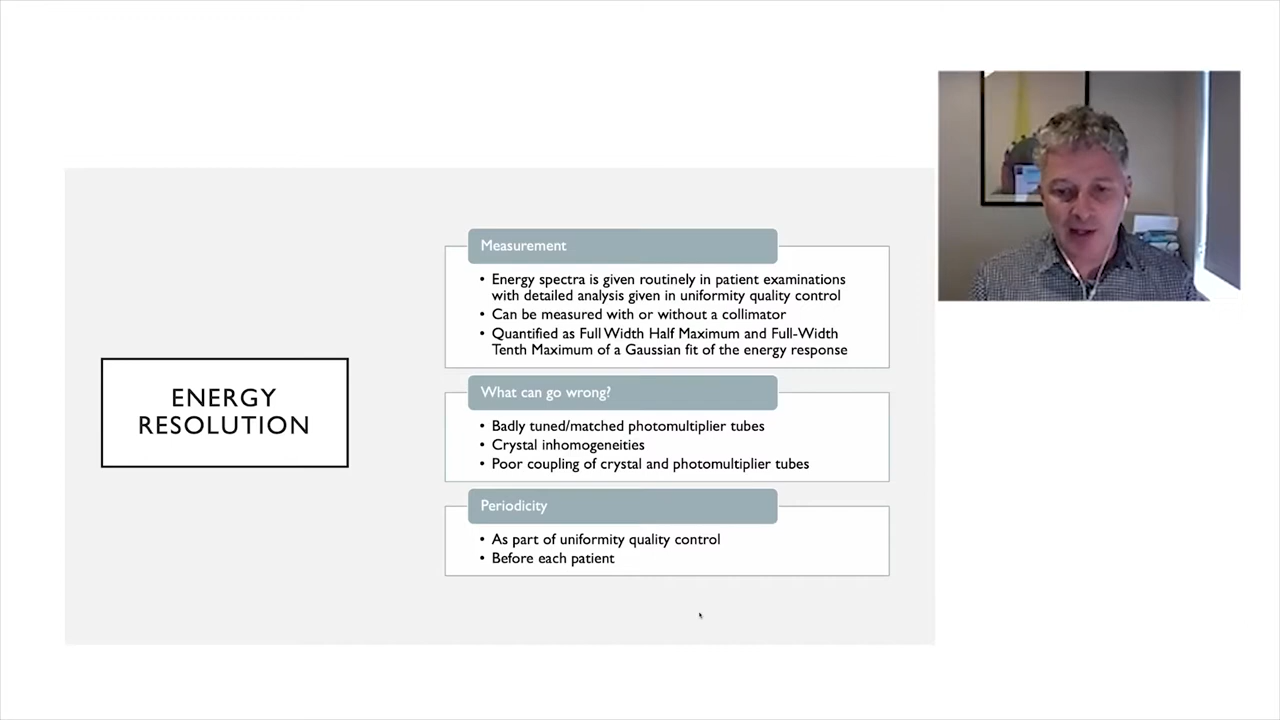 ENERGY
RESOLUTION
Measurement
• Energy spectra is given routinely in patient examinations
with detailed analysis given in uniformity quality control
• Can be measured with or without a collimator
• Quantified as Full Width Half Maximum and Full-Width
Tenth Maximum of a Gaussian fit of the energy response
What can go wrong?
• Badly tuned/matched photomultiplier tubes
• Crystal inhomogeneities
• Poor coupling of crystal and photomultiplier tubes
Periodicity
• As part of uniformity quality control
• Before each patient